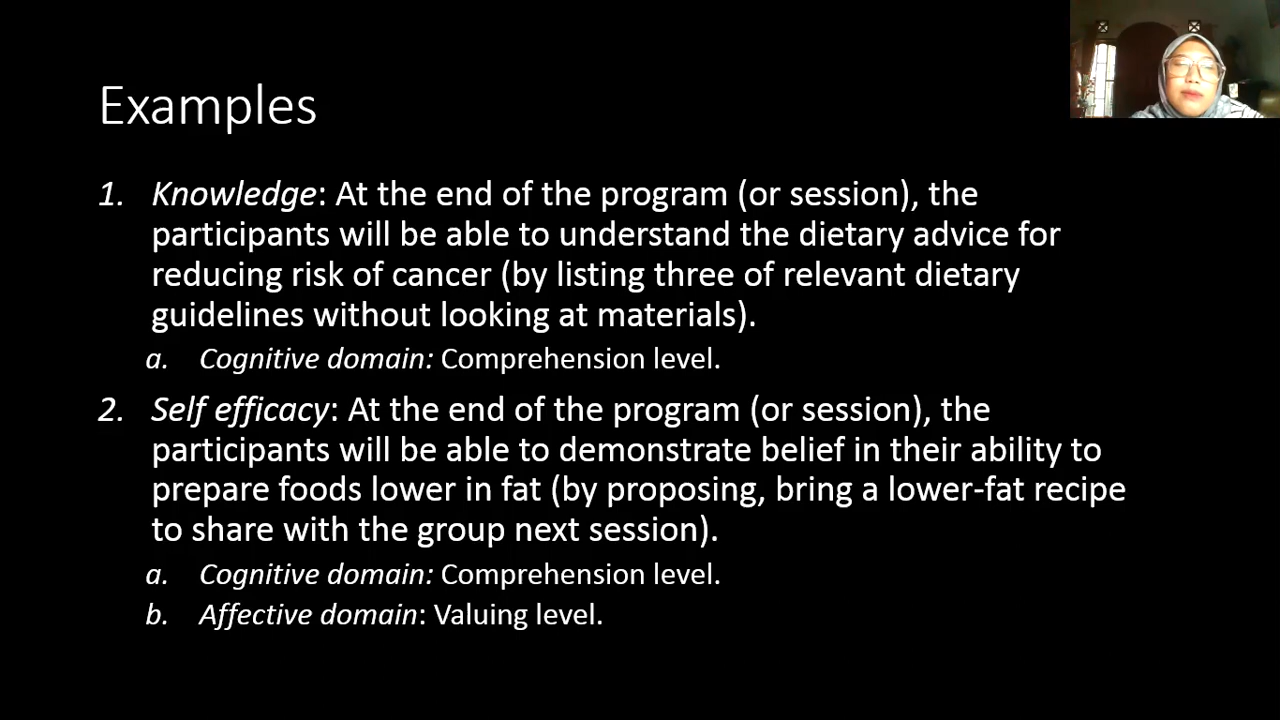 Examples
1. Knowledge: At the end of the program (or session), the
participants will be able to understand the dietary advice for
reducing risk of cancer (by listing three of relevant dietary
guidelines without looking at materials).
a. Cognitive domain: Comprehension level.
2. Self efficacy: At the end of the program (or session), the
participants will be able to demonstrate belief in their ability to
prepare foods lower in fat (by proposing, bring a lower-fat recipe
to share with the group next session).
a. Cognitive domain: Comprehension level.
b. Affective domain: Valuing level.